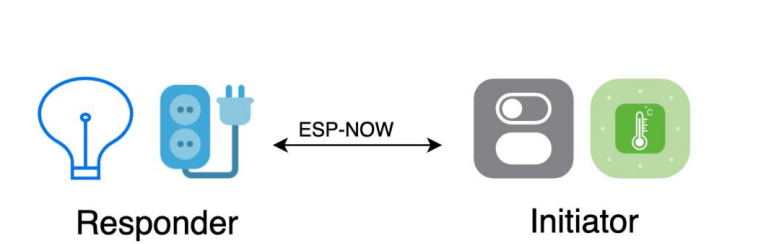 °C
ESP-NOW
Responder
Initiator